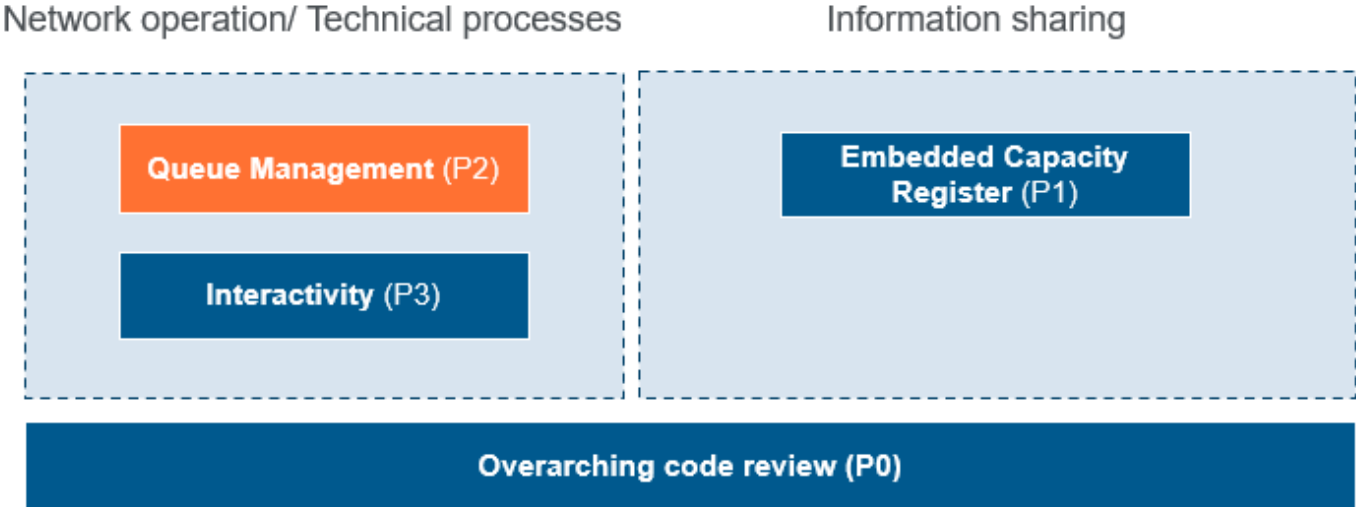 Network operation/ Technical processes
Information sharing
Queue Management (P2)
Interactivity (P3)
Embedded Capacity
Register (P1)
Overarching code review (P0)